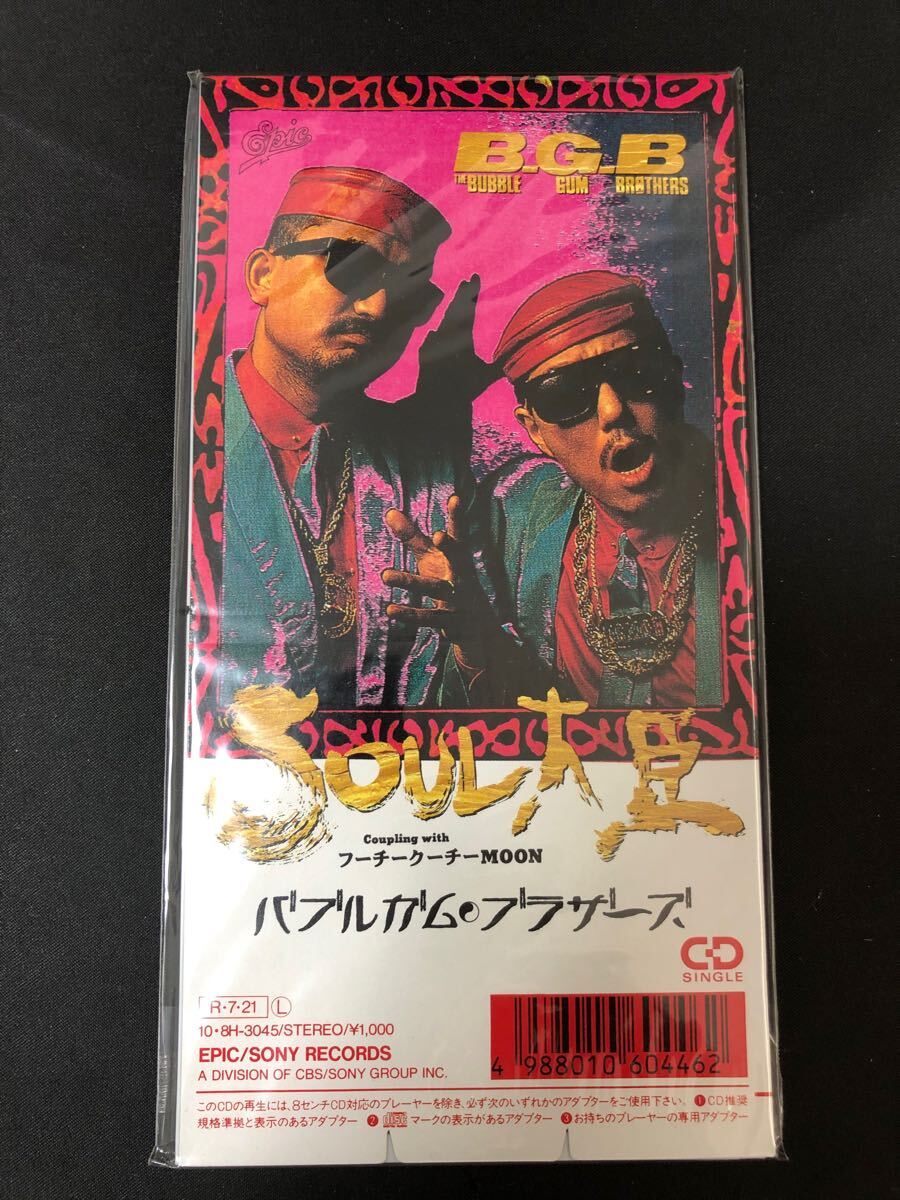 Epic
B.G.B
THE BUBBLE GUM BROTHERS
SOUL大臣
Coupling with
フーチークーチーMOON
バブルガム・ブラザーズ
CD
SINGLE
R・7・21 L
10・8H-3045/STEREO/¥1,000
EPIC/SONY RECORDS
A DIVISION OF CBS/SONY GROUP INC.
4 988010 604462
このCDの再生には、8センチCD対応のプレーヤーを除き、必ず次のいずれかのアダプターをご使用下さい。❶CD推奨
規格準拠と表示のあるアダプター ❷ disc マークの表示があるアダプター ❸お持ちのプレーヤーの専用アダプター